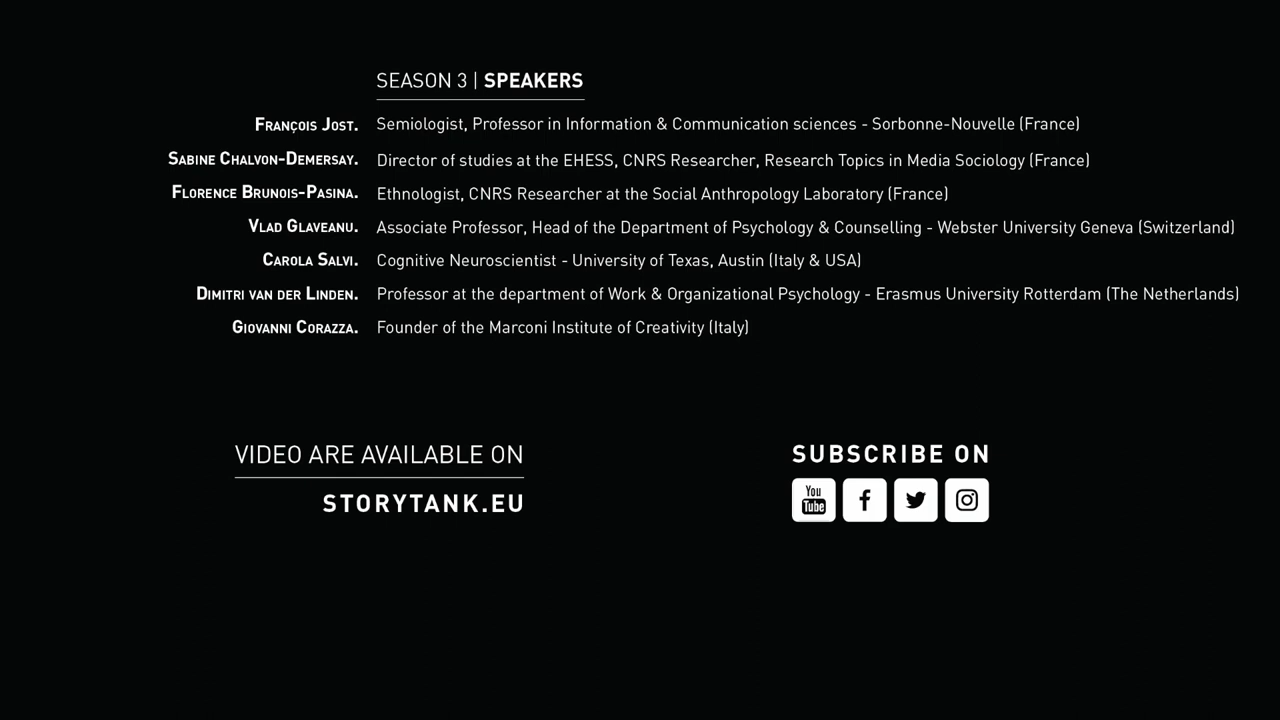 SEASON 3 | SPEAKERS
FRANÇOIS JOST. Semiologist, Professor in Information & Communication sciences - Sorbonne-Nouvelle (France)
SABINE CHALVON-DEMERSAY. Director of studies at the EHESS, CNRS Researcher, Research Topics in Media Sociology (France)
FLORENCE BRUNOIS-PASINA. Ethnologist, CNRS Researcher at the Social Anthropology Laboratory (France)
VLAD GLAVEANU. Associate Professor, Head of the Department of Psychology & Counselling - Webster University Geneva (Switzerland)
CAROLA SALVI. Cognitive Neuroscientist - University of Texas, Austin (Italy & USA)
DIMITRI VAN DER LINDEN. Professor at the department of Work & Organizational Psychology - Erasmus University Rotterdam (The Netherlands)
GIOVANNI CORAZZA. Founder of the Marconi Institute of Creativity (Italy)
VIDEO ARE AVAILABLE ON
STORYTANK.EU
SUBSCRIBE ON
You Tube